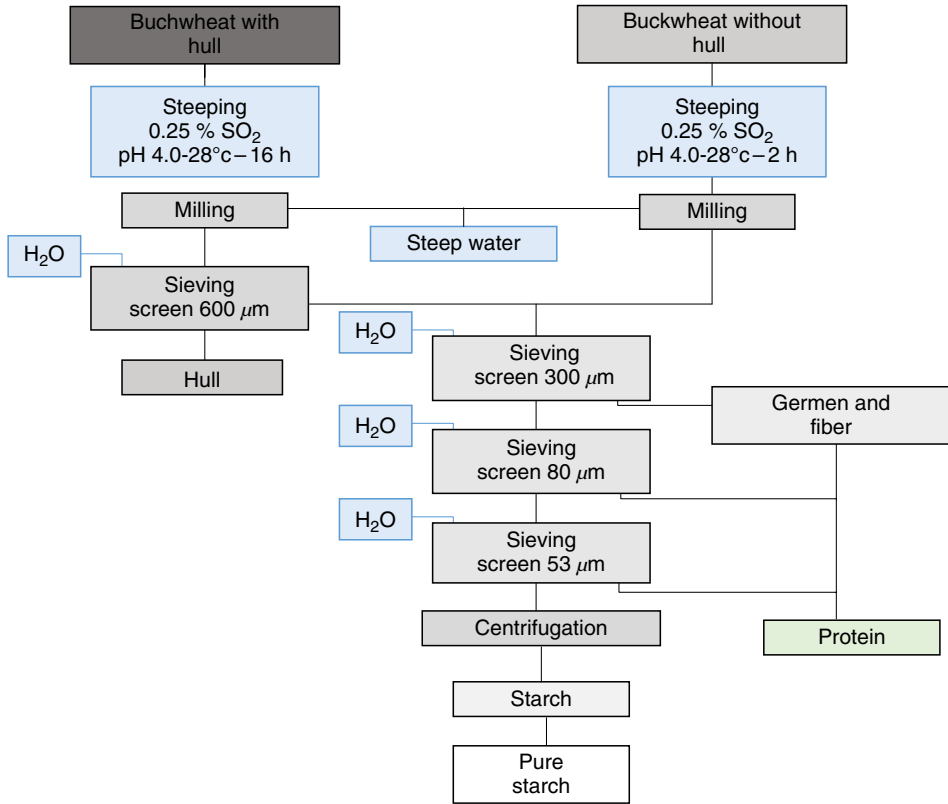 Buchwheat with
hull
Buckwheat without
hull
Steeping
0.25 % SO₂
pH 4.0-28°c–16 h
Steeping
0.25 % SO₂
pH 4.0-28°c–2 h
Milling
Milling
Steep water
H₂O
Sieving
screen 600 μm
Hull
H₂O
Sieving
screen 300 μm
Germen and
fiber
H₂O
Sieving
screen 80 μm
H₂O
Sieving
screen 53 μm
Centrifugation
Protein
Starch
Pure
starch